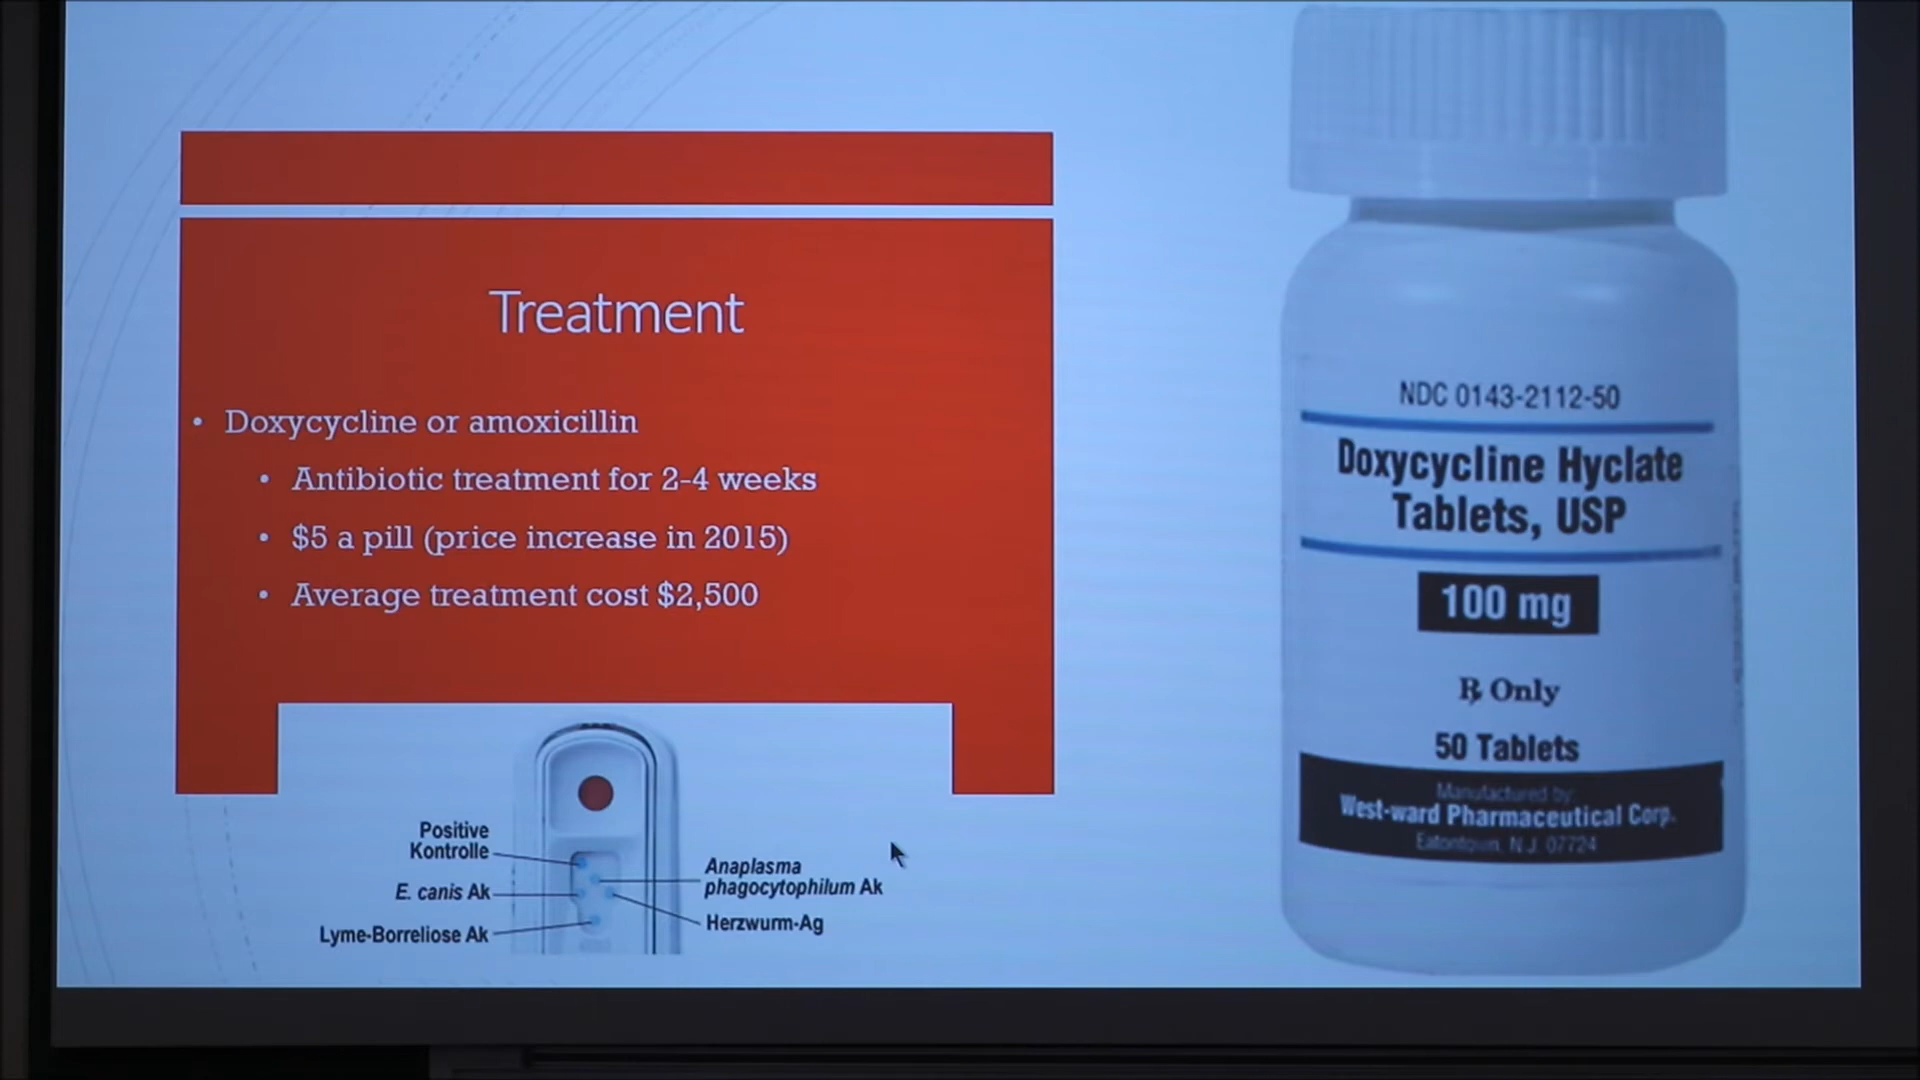 Treatment
• Doxycycline or amoxicillin
• Antibiotic treatment for 2-4 weeks
• $5 a pill (price increase in 2015)
• Average treatment cost $2,500
Positive
Kontrolle
E. canis Ak
Lyme-Borreliose Ak
Anaplasma
phagocytophilum Ak
Herzwurm-Ag
NDC 0143-2112-50
Doxycycline Hyclate
Tablets, USP
100 mg
℞ Only
50 Tablets
Manufactured by:
West-ward Pharmaceutical Corp.
Eatontown, N.J. 07724